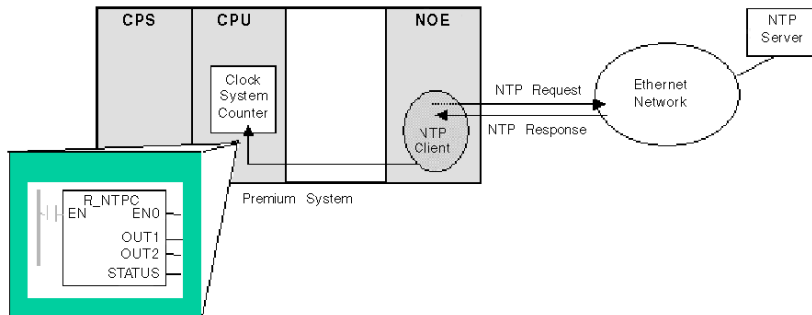 CPS CPU NOE
NTP
Server
Clock
System
Counter
NTP Request
Ethernet
Network
NTP Response
NTP
Client
Premium System
R_NTPC
EN EN0
OUT1
OUT2
STATUS